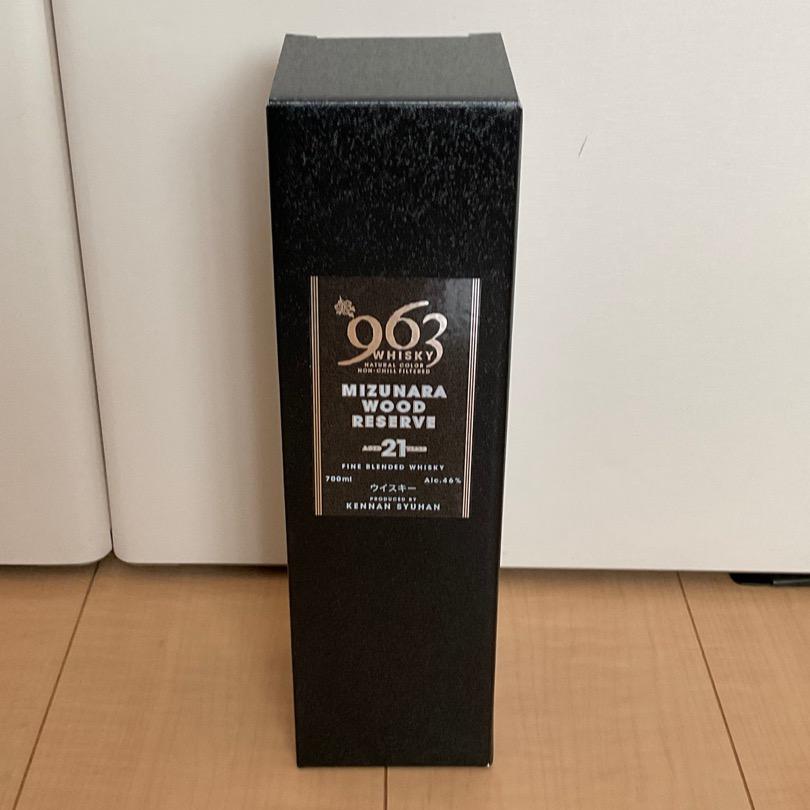 963
WHISKY
NATURAL COLOR
NON-CHILL FILTERED
MIZUNARA
WOOD
RESERVE
AGED 21 YEARS
FINE BLENDED WHISKY
700ml Alc.46%
ウイスキー
PRODUCED BY
KENNAN SYUHAN